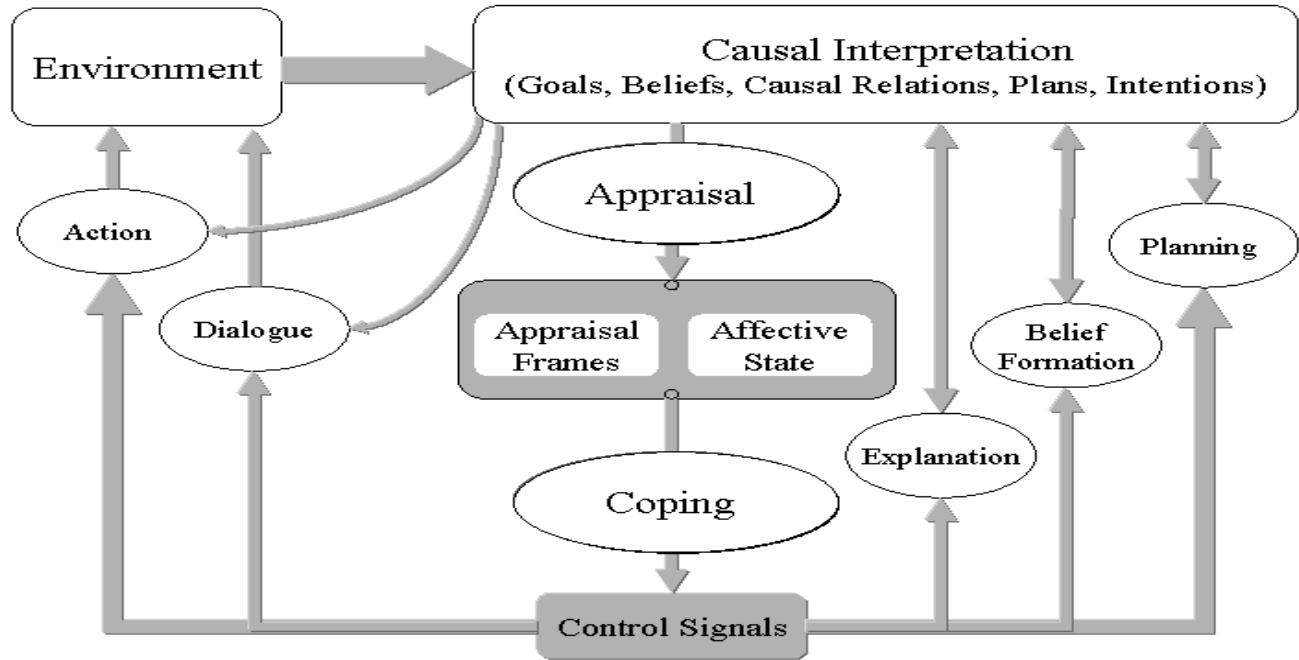 Environment
Causal Interpretation
(Goals, Beliefs, Causal Relations, Plans, Intentions)
Appraisal
Action
Planning
Dialogue
Appraisal
Frames
Affective
State
Belief
Formation
Explanation
Coping
Control Signals